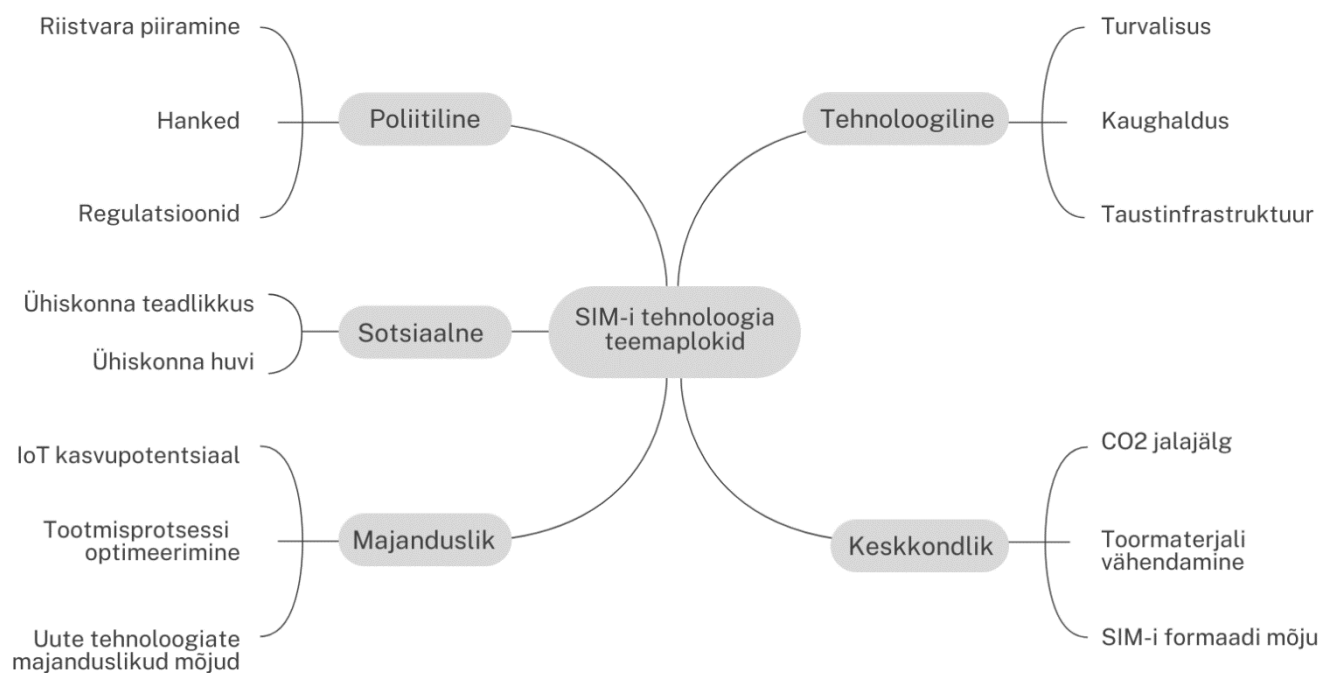 Riistvara piiramine
Hanked
Regulatsioonid
Poliitiline
Ühiskonna teadlikkus
Ühiskonna huvi
Sotsiaalne
IoT kasvupotentsiaal
Tootmisprotsessi
optimeerimine
Uute tehnoloogiate
majanduslikud mõjud
Majanduslik
SIM-i tehnoloogia
teemaplokid
Tehnoloogiline
Turvalisus
Kaughaldus
Taustinfrastruktuur
Keskkondlik
CO2 jalajälg
Toormaterjali
vähendamine
SIM-i formaadi mõju